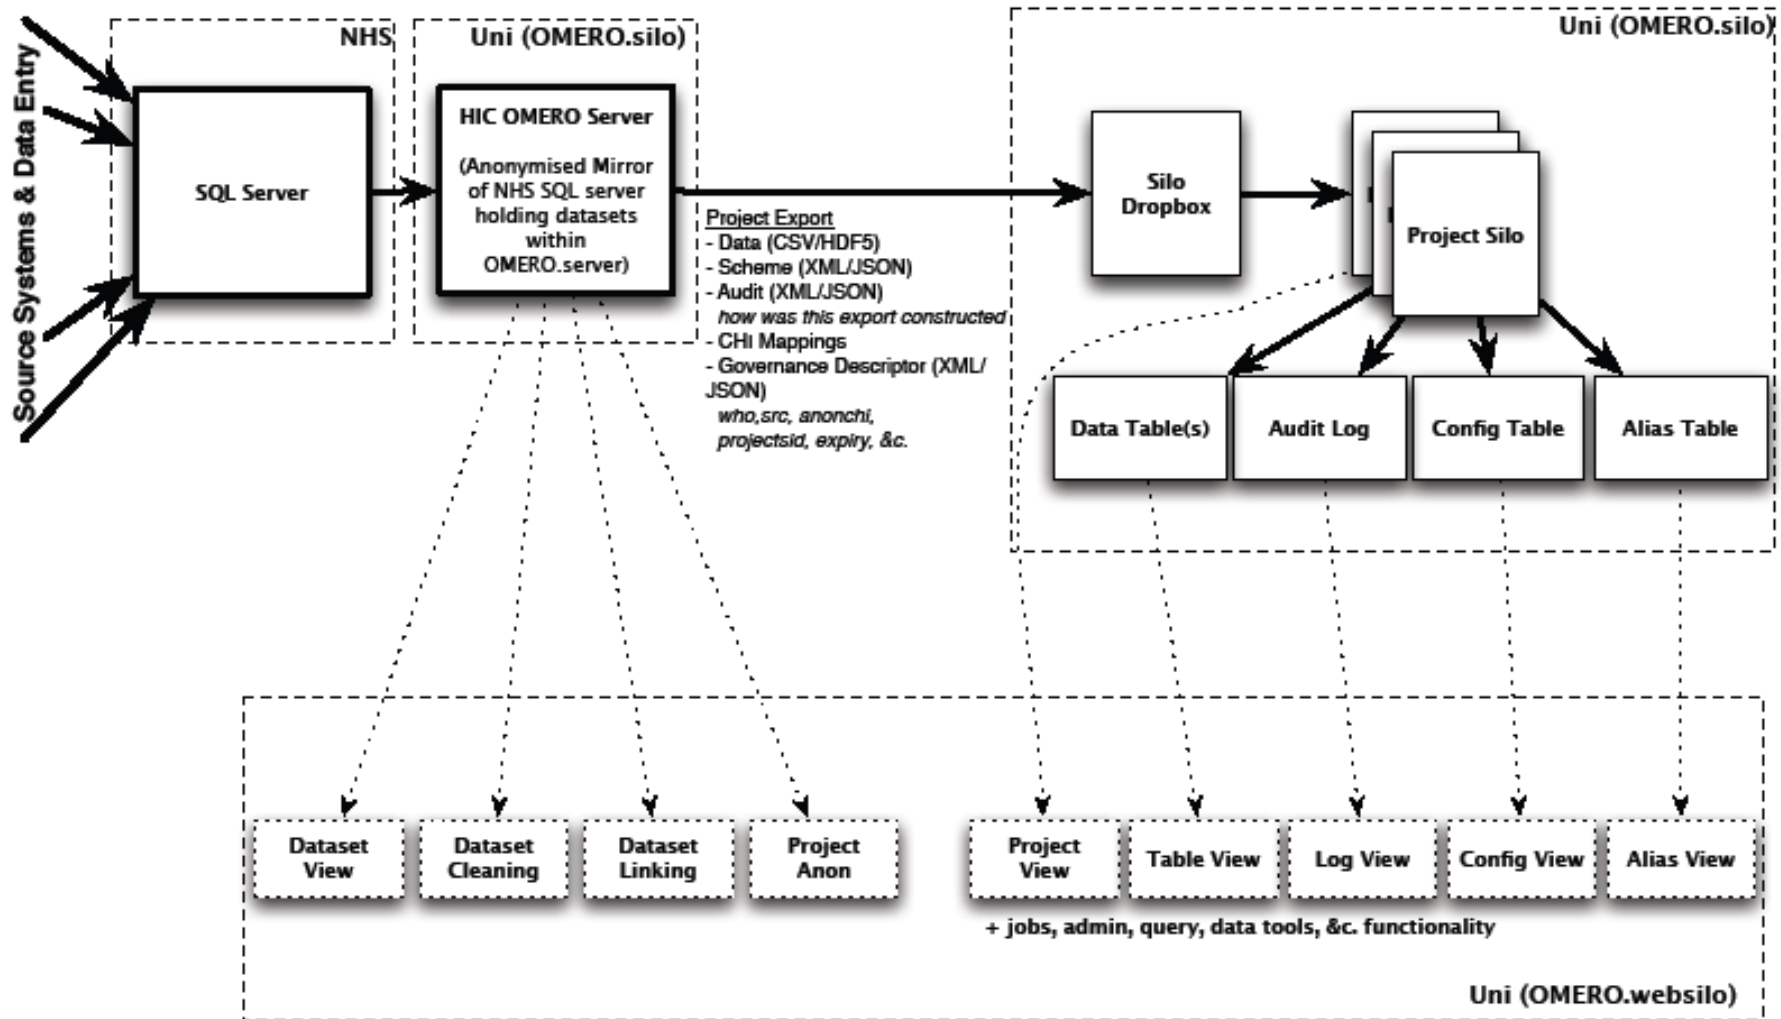 Source Systems & Data Entry
NHS
SQL Server
Uni (OMERO.silo)
HIC OMERO Server
(Anonymised Mirror
of NHS SQL server
holding datasets
within
OMERO.server)
Project Export
- Data (CSV/HDF5)
- Scheme (XML/JSON)
- Audit (XML/JSON)
how was this export constructed
- CHI Mappings
- Governance Descriptor (XML/
JSON)
who,src, anonchi,
projectsid, expiry, &c.
Uni (OMERO.silo)
Silo
Dropbox
Project Silo
Data Table(s)
Audit Log
Config Table
Alias Table
Dataset
View
Dataset
Cleaning
Dataset
Linking
Project
Anon
Project
View
Table View
Log View
Config View
Alias View
+ jobs, admin, query, data tools, &c. functionality
Uni (OMERO.websilo)